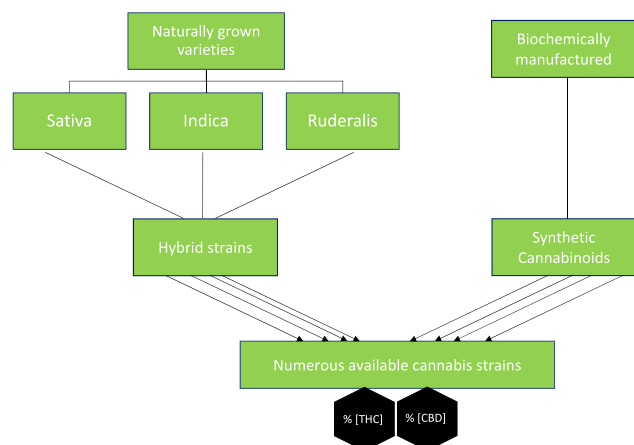 Naturally grown
varieties
Biochemically
manufactured
Sativa
Indica
Ruderalis
Hybrid strains
Synthetic
Cannabinoids
Numerous available cannabis strains
% [THC]
% [CBD]